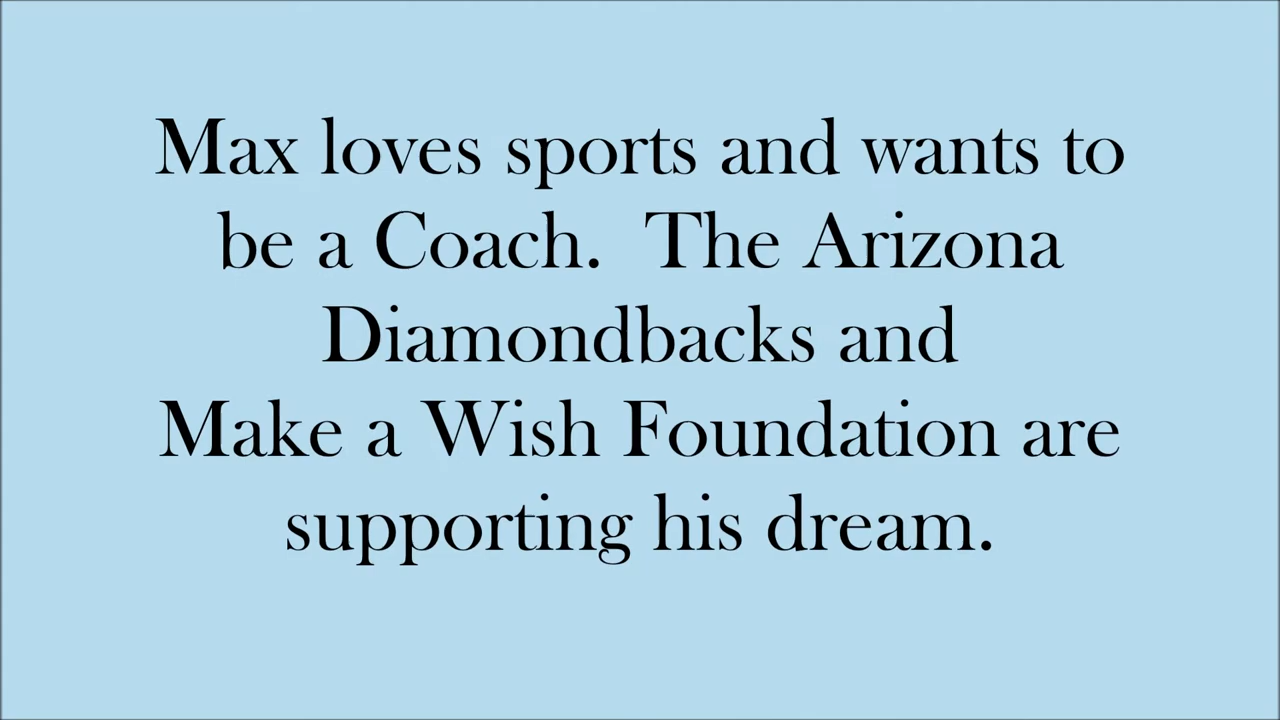 Max loves sports and wants to
be a Coach.  The Arizona
Diamondbacks and
Make a Wish Foundation are
supporting his dream.